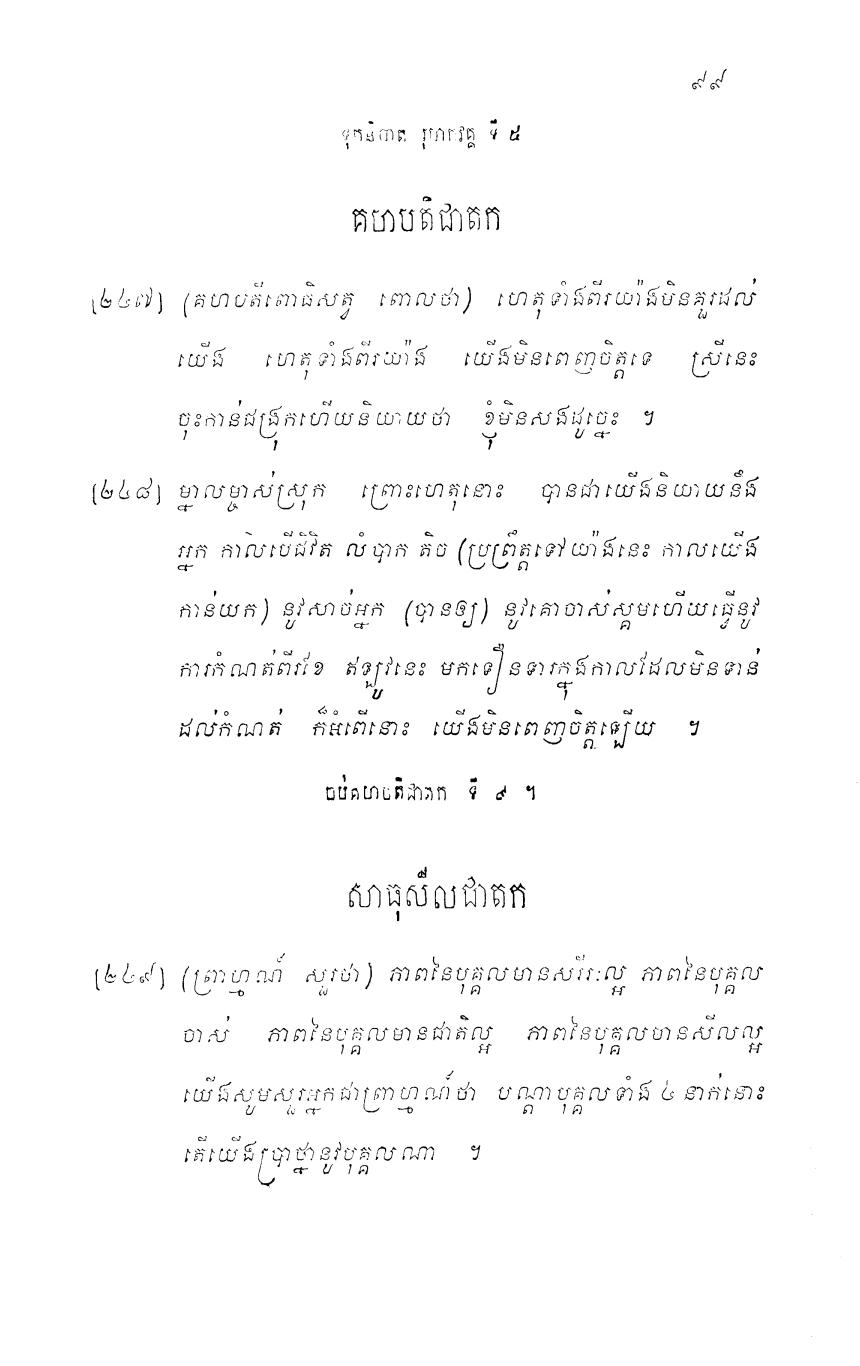 ៩៩
ទុកនិបាត រុហកវគ្គ ទី ៥
គហបតិជាតក
[២៤៧] (គហបតីពោធិសត្វ ពោលថា) ហេតុទាំងពីរយ៉ាងមិនគួរដល់
យើង ហេតុទាំងពីរយ៉ាង យើងមិនពេញចិត្តទេ ស្រីនេះ
ចុះកាន់ជង្រុកហើយនិយាយថា ខ្ញុំមិនសងដូច្នេះ ។
[២៤៨] ម្នាលម្ចាស់ស្រុក ព្រោះហេតុនោះ បានជាយើងនិយាយនឹង
អ្នក កាលបើជីវិត លំបាក តិច (ប្រព្រឹត្តទៅយ៉ាងនេះ កាលយើង
កាន់យក) នូវសាច់អ្នក (បានឲ្យ) នូវគោចាស់ស្គមហើយធ្វើនូវ
ការកំណត់ពីរខែ ឥឡូវនេះ មកទឿនទារក្នុងកាលដែលមិនទាន់
ដល់កំណត់ ក៏អំពើនោះ យើងមិនពេញចិត្តឡើយ ។
ចប់គហបតិជាតក ទី ៩ ។
សាធុសីលជាតក
[២៤៩] (ព្រាហ្មណ៍ សួរថា) ភាពនៃបុគ្គលមានសរីរៈល្អ ភាពនៃបុគ្គល
ចាស់ ភាពនៃបុគ្គលមានជាតិល្អ ភាពនៃបុគ្គលមានសីលល្អ
យើងសូមសួរអ្នកជាព្រាហ្មណ៍ថា បណ្តាបុគ្គលទាំង ៤ នាក់នោះ
តើយើងប្រាថ្នានូវបុគ្គលណា ។